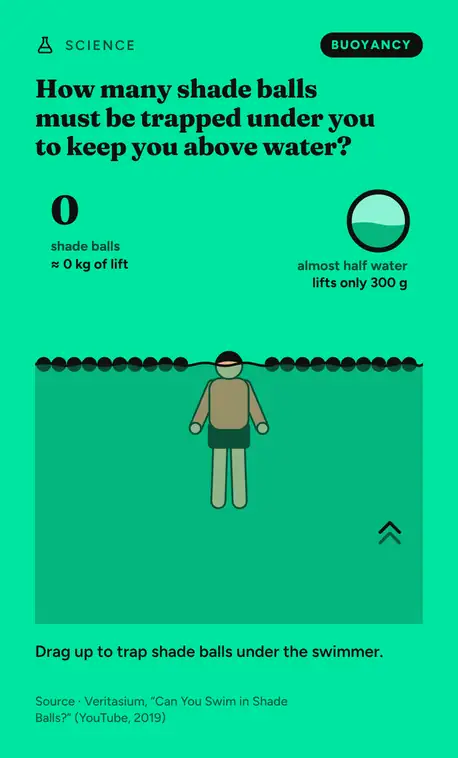 SCIENCE
BUOYANCY
How many shade balls
must be trapped under you
to keep you above water?
0
shade balls
≈ 0 kg of lift
almost half water
lifts only 300 g
Drag up to trap shade balls under the swimmer.
Source · Veritasium, “Can You Swim in Shade
Balls?” (YouTube, 2019)